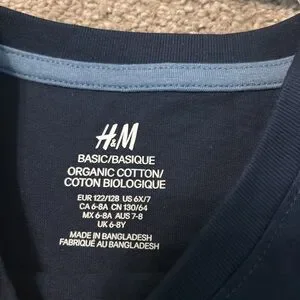 H&M
BASIC/BASIQUE
ORGANIC COTTON/
COTON BIOLOGIQUE
EUR 122/128 US 6X/7
CA 6-8A CN 130/64
MX 6-8A AUS 7-8
UK 6-8Y
MADE IN BANGLADESH
FABRIQUÉ AU BANGLADESH